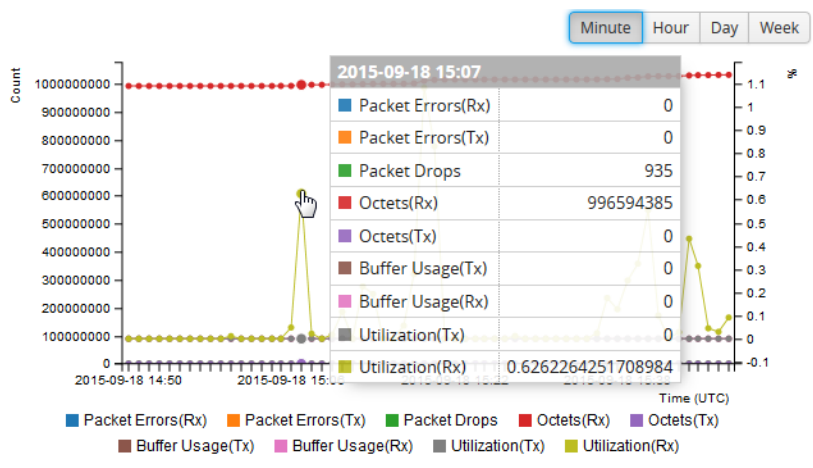 Minute Hour Day Week
Count
%
1000000000
900000000
800000000
700000000
600000000
500000000
400000000
300000000
200000000
100000000
0
2015-09-18 15:07
Packet Errors(Rx) 0
Packet Errors(Tx) 0
Packet Drops 935
Octets(Rx) 996594385
Octets(Tx) 0
Buffer Usage(Tx) 0
Buffer Usage(Rx) 0
Utilization(Tx) 0
Utilization(Rx) 0.6262264251708984
1.1
1
0.9
0.8
0.7
0.6
0.5
0.4
0.3
0.2
0.1
0
-0.1
2015-09-18 14:50 2015-09-18
Time (UTC)
Packet Errors(Rx) Packet Errors(Tx) Packet Drops Octets(Rx) Octets(Tx)
Buffer Usage(Tx) Buffer Usage(Rx) Utilization(Tx) Utilization(Rx)